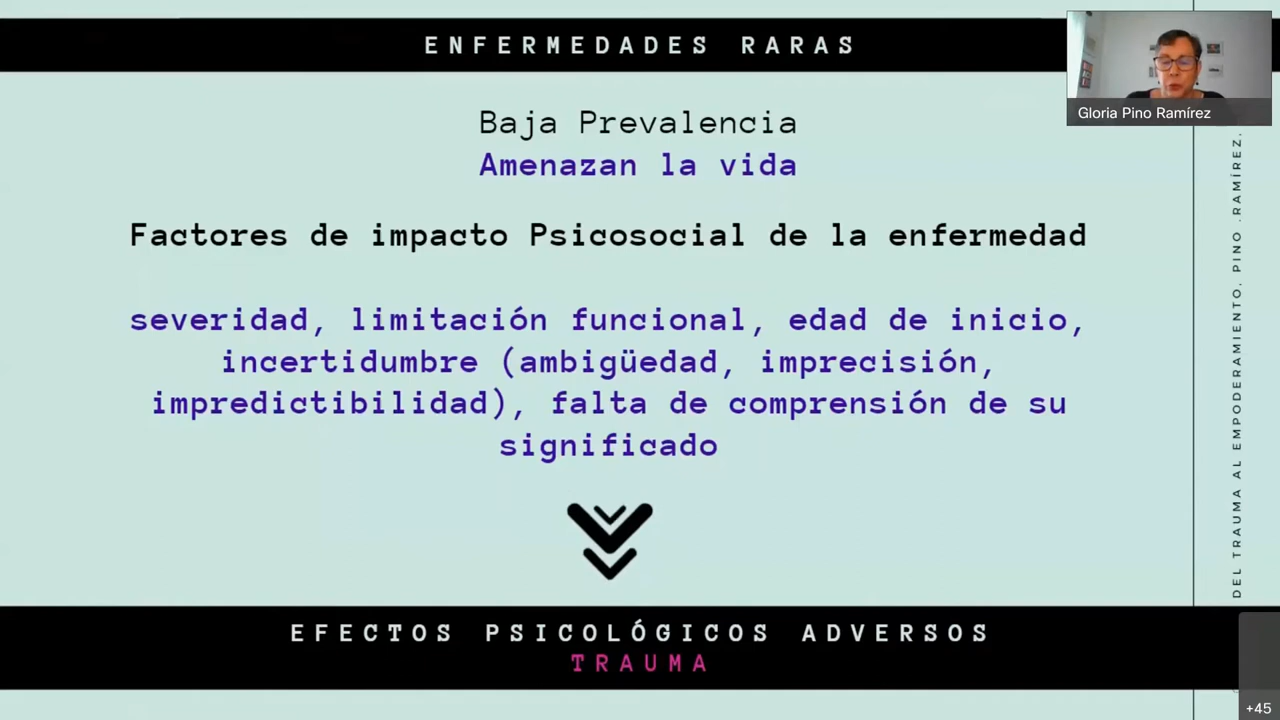 ENFERMEDADES RARAS
Gloria Pino Ramírez
Baja Prevalencia
Amenazan la vida
Factores de impacto Psicosocial de la enfermedad
severidad, limitación funcional, edad de inicio,
incertidumbre (ambigüedad, imprecisión,
impredictibilidad), falta de comprensión de su
significado
EFECTOS PSICOLÓGICOS ADVERSOS
TRAUMA
DEL TRAUMA AL EMPODERAMIENTO. PINO .RAMÍREZ,
+45